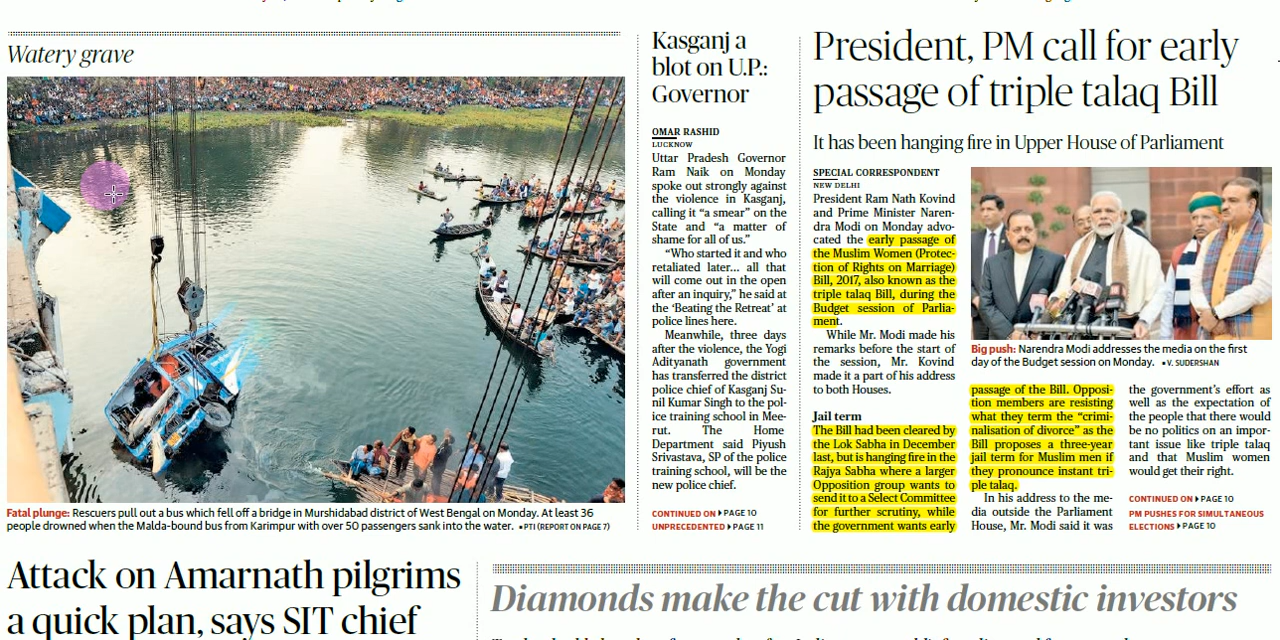 Watery grave
Fatal plunge: Rescuers pull out a bus which fell off a bridge in Murshidabad district of West Bengal on Monday. At least 36
people drowned when the Malda-bound bus from Karimpur with over 50 passengers sank into the water. • PTI (REPORT ON PAGE 7)
Kasganj a
blot on U.P.:
Governor
OMAR RASHID
LUCKNOW
Uttar Pradesh Governor
Ram Naik on Monday
spoke out strongly against
the violence in Kasganj,
calling it “a smear” on the
State and “a matter of
shame for all of us.”
“Who started it and who
retaliated later... all that
will come out in the open
after an inquiry,” he said at
the ‘Beating the Retreat’ at
police lines here.
Meanwhile, three days
after the violence, the Yogi
Adityanath government
has transferred the district
police chief of Kasganj Su-
nil Kumar Singh to the pol-
ice training school in Mee-
rut. The Home
Department said Piyush
Srivastava, SP of the police
training school, will be the
new police chief.
CONTINUED ON ▸ PAGE 10
UNPRECEDENTED ▸ PAGE 11
President, PM call for early
passage of triple talaq Bill
It has been hanging fire in Upper House of Parliament
SPECIAL CORRESPONDENT
NEW DELHI
President Ram Nath Kovind
and Prime Minister Naren-
dra Modi on Monday advo-
cated the early passage of
the Muslim Women (Protec-
tion of Rights on Marriage)
Bill, 2017, also known as the
triple talaq Bill, during the
Budget session of Parlia-
ment.
While Mr. Modi made his
remarks before the start of
the session, Mr. Kovind
made it a part of his address
to both Houses.
Jail term
The Bill had been cleared by
the Lok Sabha in December
last, but is hanging fire in the
Rajya Sabha where a larger
Opposition group wants to
send it to a Select Committee
for further scrutiny, while
the government wants early
Big push: Narendra Modi addresses the media on the first
day of the Budget session on Monday. • V. SUDERSHAN
passage of the Bill. Opposi-
tion members are resisting
what they term the “crimi-
nalisation of divorce” as the
Bill proposes a three-year
jail term for Muslim men if
they pronounce instant tri-
ple talaq.
In his address to the me-
dia outside the Parliament
House, Mr. Modi said it was
the government’s effort as
well as the expectation of
the people that there would
be no politics on an impor-
tant issue like triple talaq
and that Muslim women
would get their right.
CONTINUED ON ▸ PAGE 10
PM PUSHES FOR SIMULTANEOUS
ELECTIONS ▸ PAGE 10
Attack on Amarnath pilgrims
a quick plan, says SIT chief
Diamonds make the cut with domestic investors